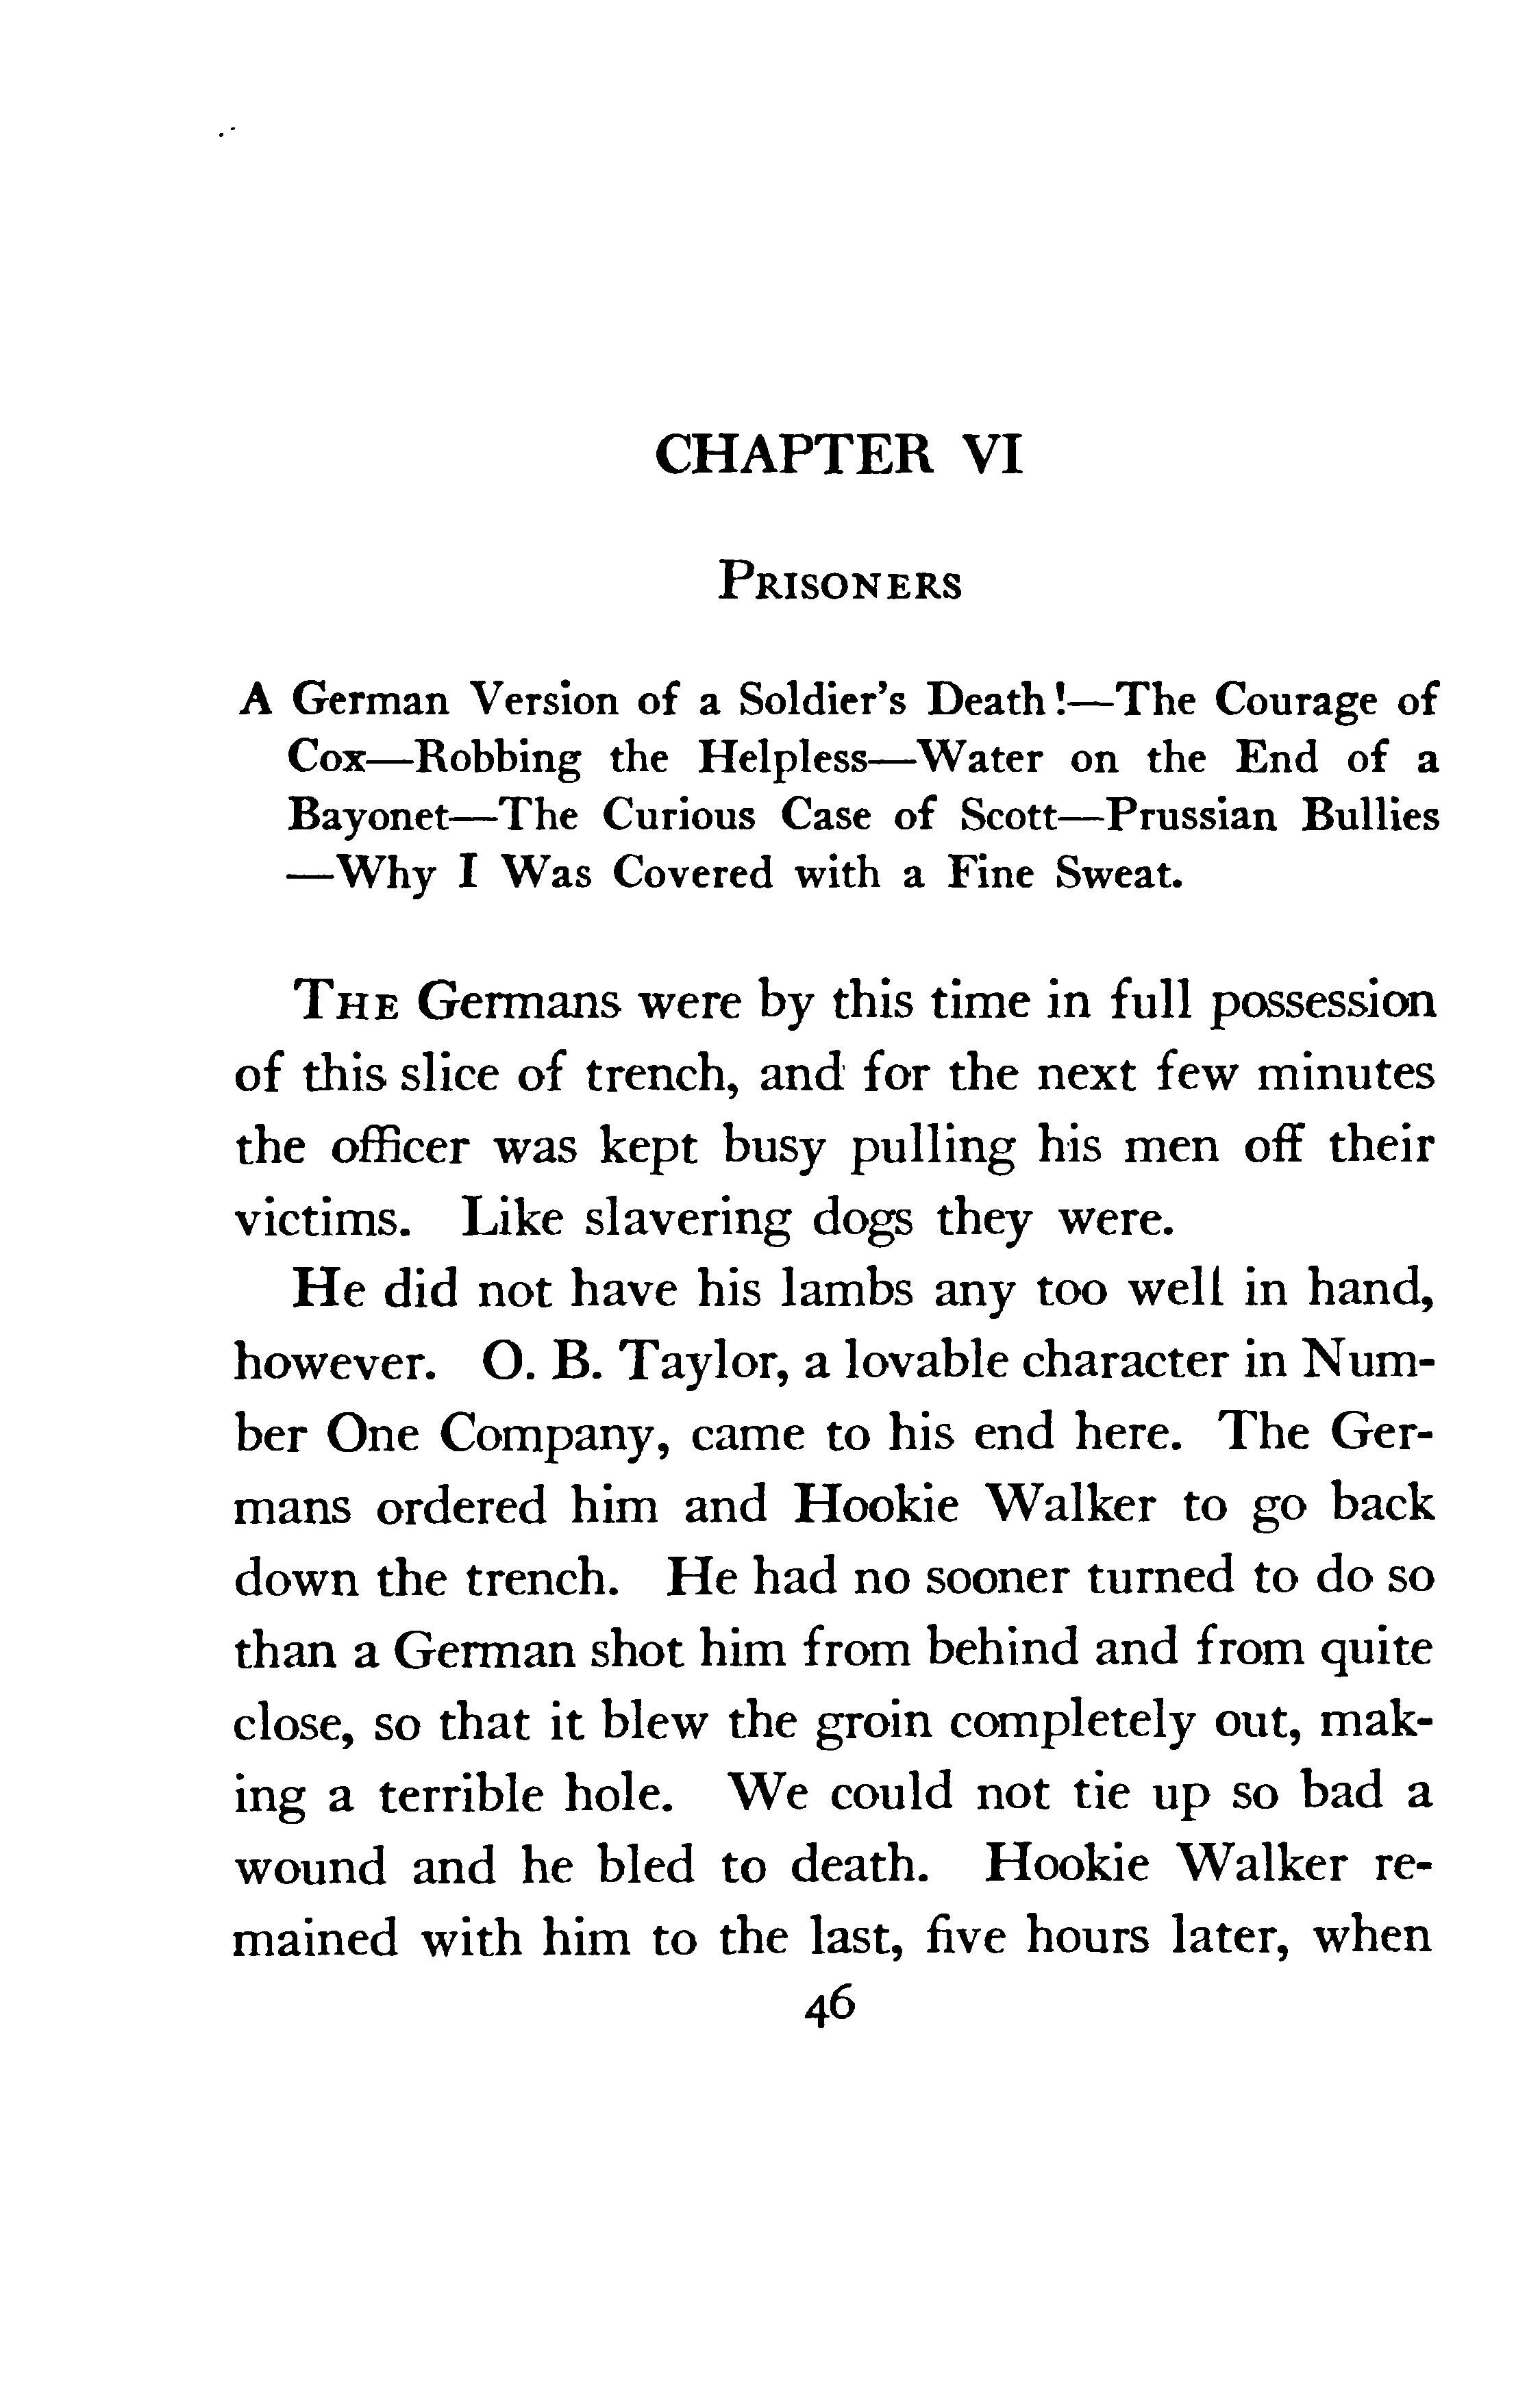 CHAPTER VI
PRISONERS
A German Version of a Soldier's Death!—The Courage of
Cox—Robbing the Helpless—Water on the End of a
Bayonet—The Curious Case of Scott—Prussian Bullies
—Why I Was Covered with a Fine Sweat.
THE Germans were by this time in full possession
of this slice of trench, and for the next few minutes
the officer was kept busy pulling his men off their
victims. Like slavering dogs they were.
He did not have his lambs any too well in hand,
however. O. B. Taylor, a lovable character in Num-
ber One Company, came to his end here. The Ger-
mans ordered him and Hookie Walker to go back
down the trench. He had no sooner turned to do so
than a German shot him from behind and from quite
close, so that it blew the groin completely out, mak-
ing a terrible hole. We could not tie up so bad a
wound and he bled to death. Hookie Walker re-
mained with him to the last, five hours later, when
46